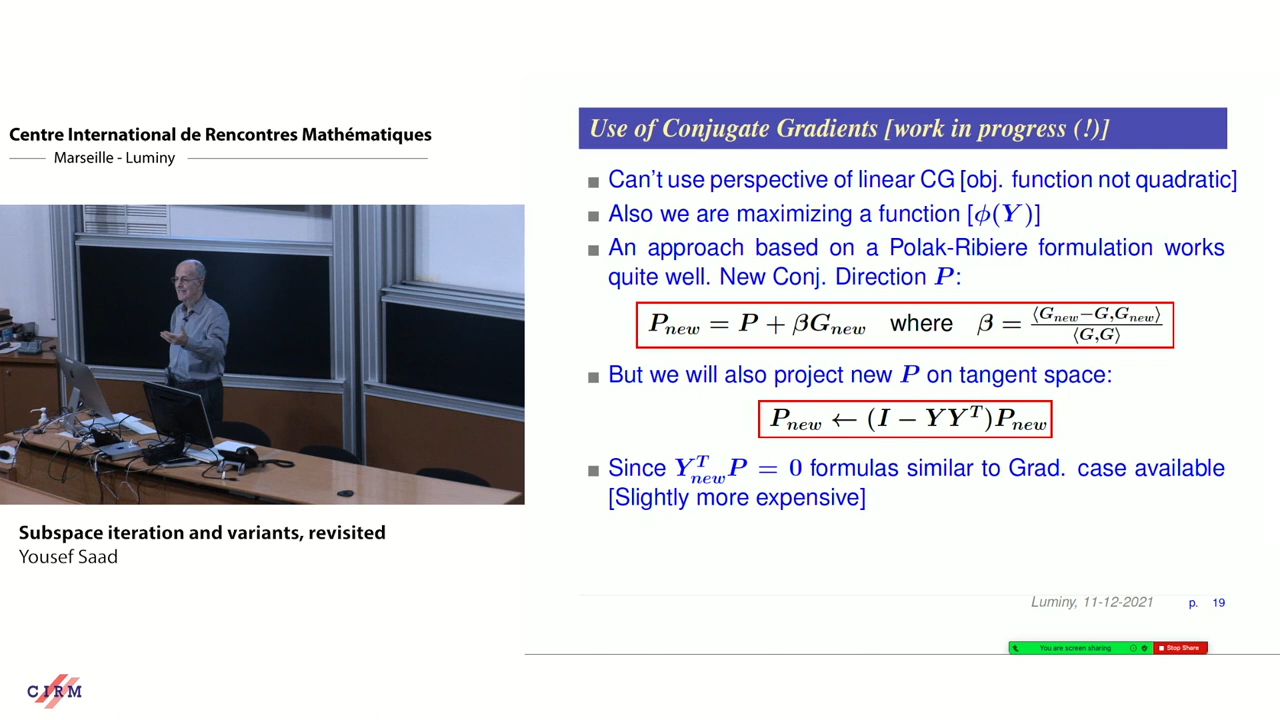 Centre International de Rencontres Mathématiques
Marseille - Luminy
Subspace iteration and variants, revisited
Yousef Saad
CIRM
Use of Conjugate Gradients [work in progress (!)]
Can't use perspective of linear CG [obj. function not quadratic]
Also we are maximizing a function [ϕ(Y)]
An approach based on a Polak-Ribiere formulation works
quite well. New Conj. Direction P:
P_new = P + βG_new where β = ⟨G_new−G,G_new⟩ / ⟨G,G⟩
But we will also project new P on tangent space:
P_new ← (I − YY^T)P_new
Since Y_new^T P = 0 formulas similar to Grad. case available
[Slightly more expensive]
Luminy, 11-12-2021 p. 19
You are screen sharing Stop Share